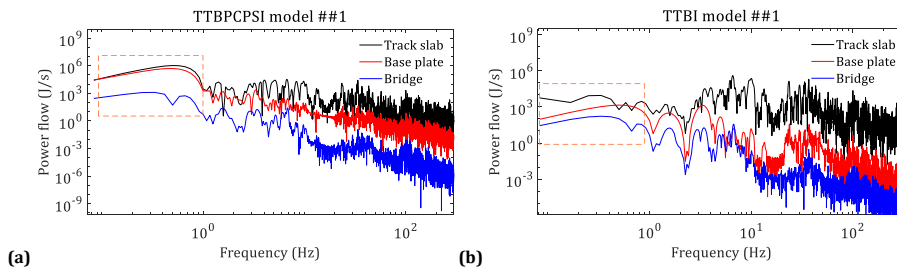 TTBPCPSI model ##1
10^9
10^6
10^3
10^0
10^-3
10^-6
10^-9
Power flow (J/s)
Track slab
Base plate
Bridge
10^0
10^2
Frequency (Hz)
(a)
TTBI model ##1
10^9
10^6
10^3
10^0
10^-3
Power flow (J/s)
Track slab
Base plate
Bridge
10^0
10^1
10^2
Frequency (Hz)
(b)